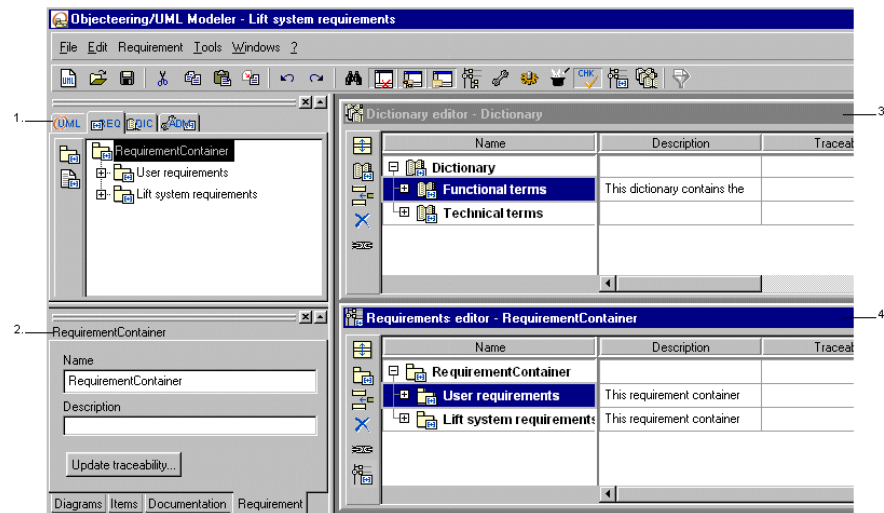 Objecteering/UML Modeler - Lift system requirements
File Edit Requirement Tools Windows ?
UML
CHK
1.
UML REQ DIC ADMs
RequirementContainer
User requirements
Lift system requirements
2.
RequirementContainer
Name
RequirementContainer
Description
Update traceability...
Diagrams Items Documentation Requirement
Dictionary editor - Dictionary
3
Name Description Traceab
Dictionary
Functional terms This dictionary contains the
Technical terms
Requirements editor - RequirementContainer
4
Name Description Traceab
RequirementContainer
User requirements This requirement container
Lift system requirements This requirement container